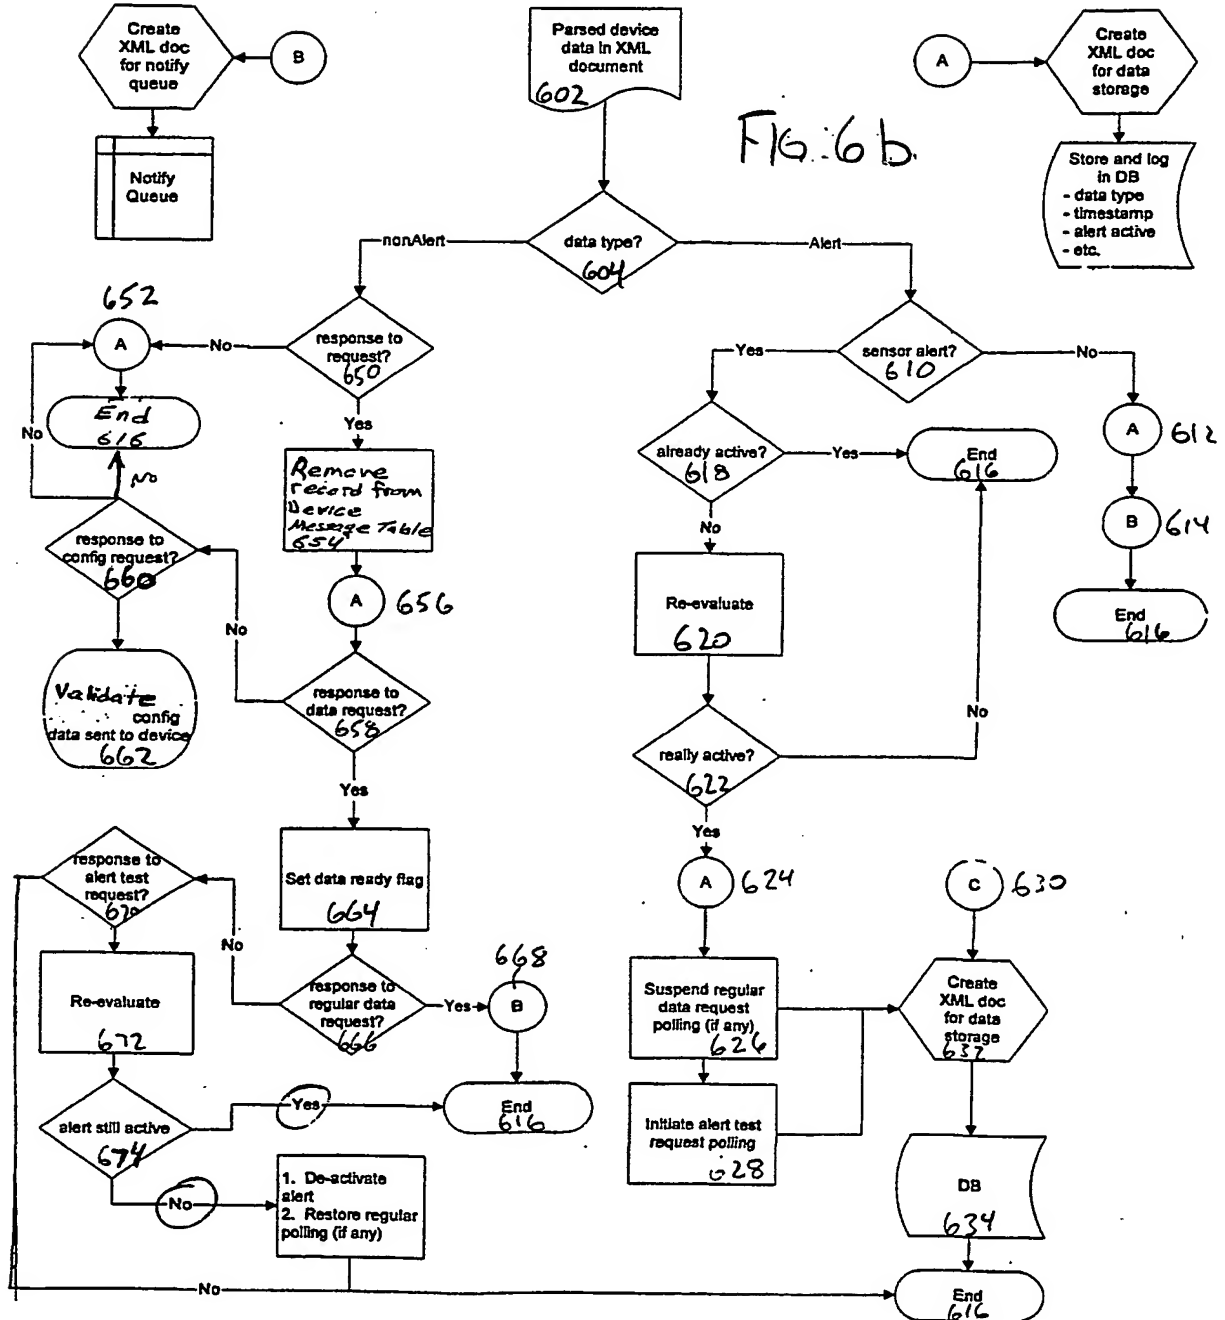 Create
XML doc
for notify
queue
B
Parsed device
data in XML
document
602
A
Create
XML doc
for data
storage
FIG. 6b.
Notify
Queue
Store and log
in DB
- data type
- timestamp
- alert active
- etc.
nonAlert
data type?
604
Alert
652
A
No
response to
request?
650
Yes
sensor alert?
610
No
End
616
No
No
Yes
Remove
record from
Device
Message Table
654
already active?
618
Yes
End
616
A
612
No
B
614
response to
config request?
660
A
656
No
Re-evaluate
620
End
616
Validate
config
data sent to device
662
response to
data request?
658
No
really active?
622
Yes
Yes
response to
alert test
request?
670
Set data ready flag
664
A
624
C
630
No
668
Re-evaluate
672
response to
regular data
request?
666
Yes
B
Suspend regular
data request
polling (if any)
626
Create
XML doc
for data
storage
632
alert still active
674
Yes
End
616
Initiate alert test
request polling
628
No
1. De-activate
alert
2. Restore regular
polling (if any)
DB
634
No
End
616